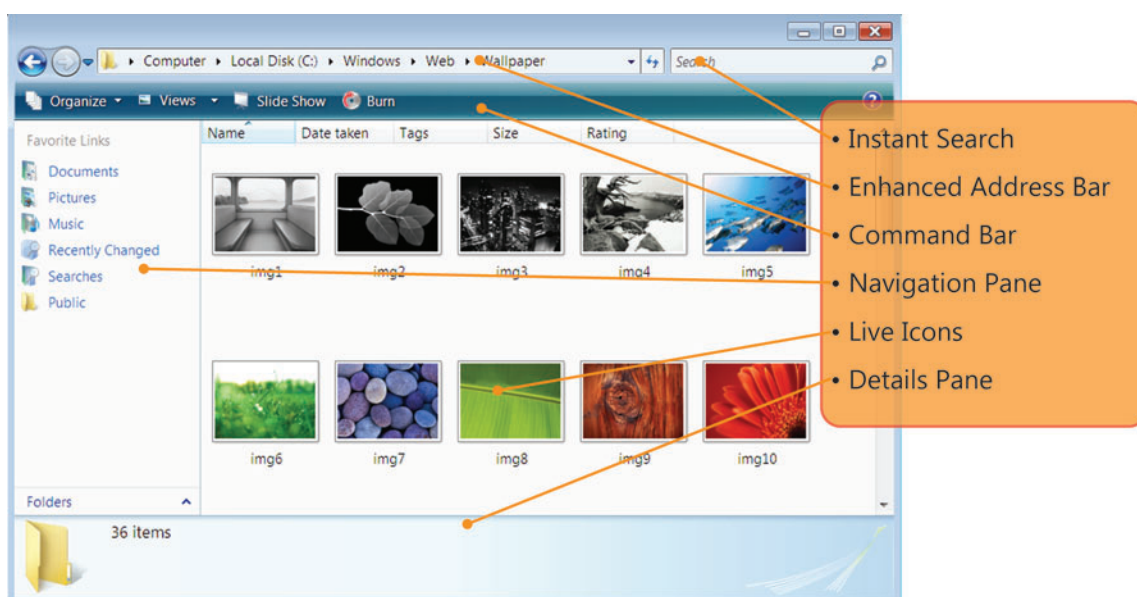 Computer Local Disk (C:) Windows Web Wallpaper Search
Organize Views Slide Show Burn
Favorite Links
Documents
Pictures
Music
Recently Changed
Searches
Public
Folders
Name Date taken Tags Size Rating
img1 img2 img3 img4 img5
img6 img7 img8 img9 img10
36 items
• Instant Search
• Enhanced Address Bar
• Command Bar
• Navigation Pane
• Live Icons
• Details Pane